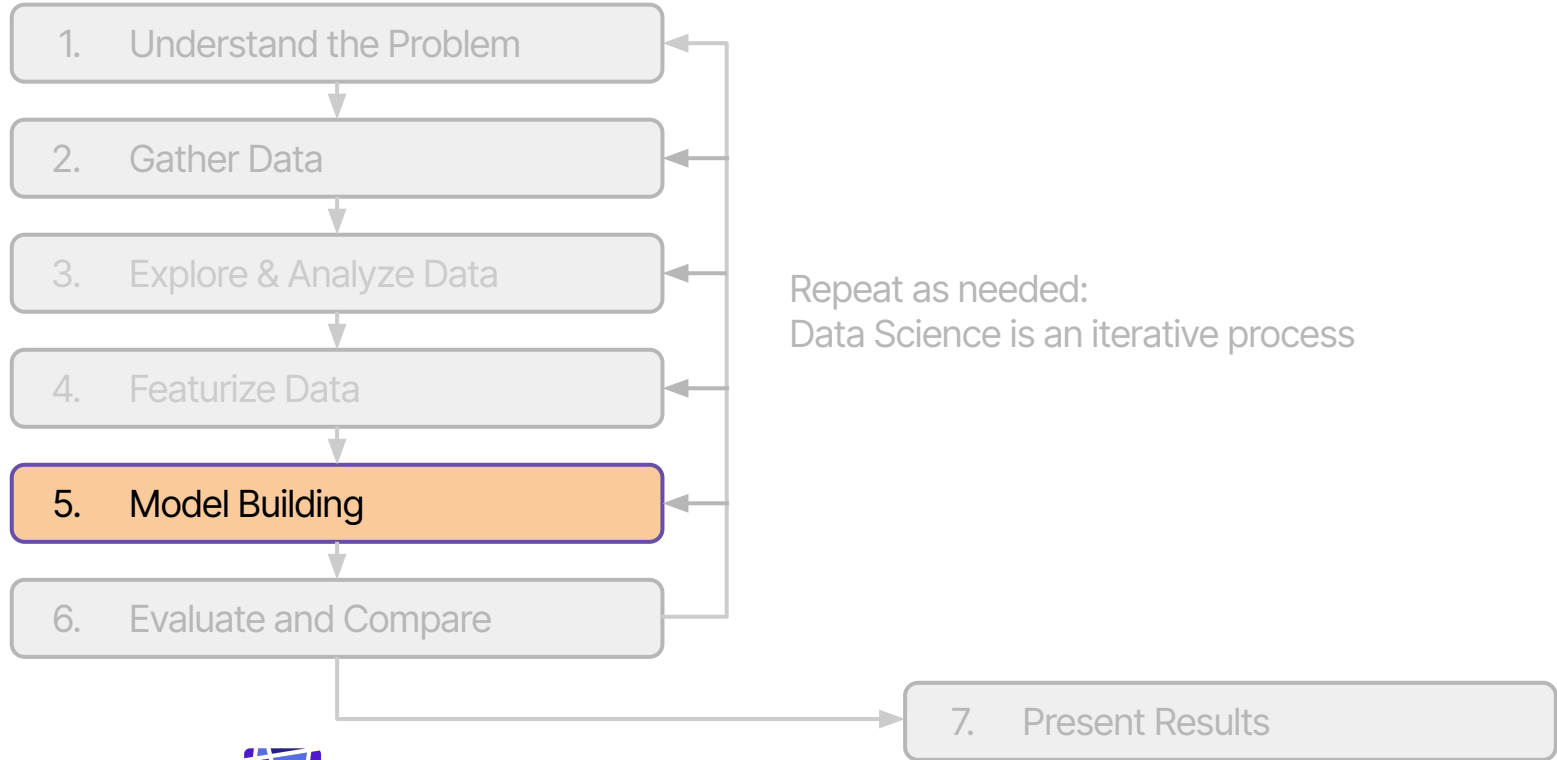 1. Understand the Problem
2. Gather Data
3. Explore & Analyze Data
4. Featurize Data
5. Model Building
6. Evaluate and Compare
Repeat as needed:
Data Science is an iterative process
7. Present Results